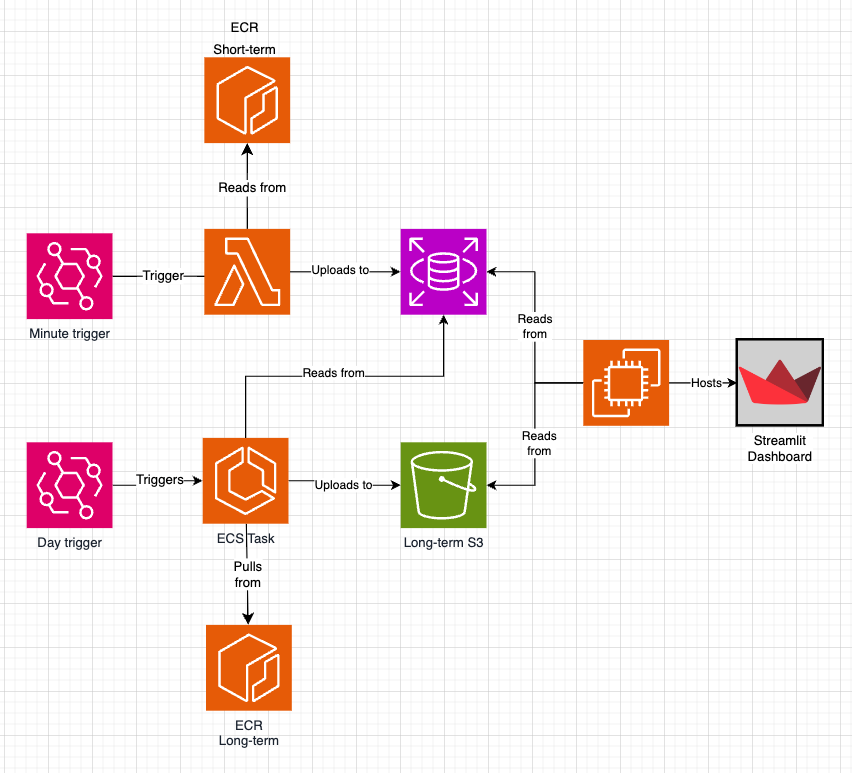 ECR
Short-term
Reads from
Trigger
Uploads to
Minute trigger
Reads
from
Reads from
Hosts
Streamlit
Dashboard
Reads
from
Triggers
Uploads to
Day trigger
ECS Task
Long-term S3
Pulls
from
ECR
Long-term